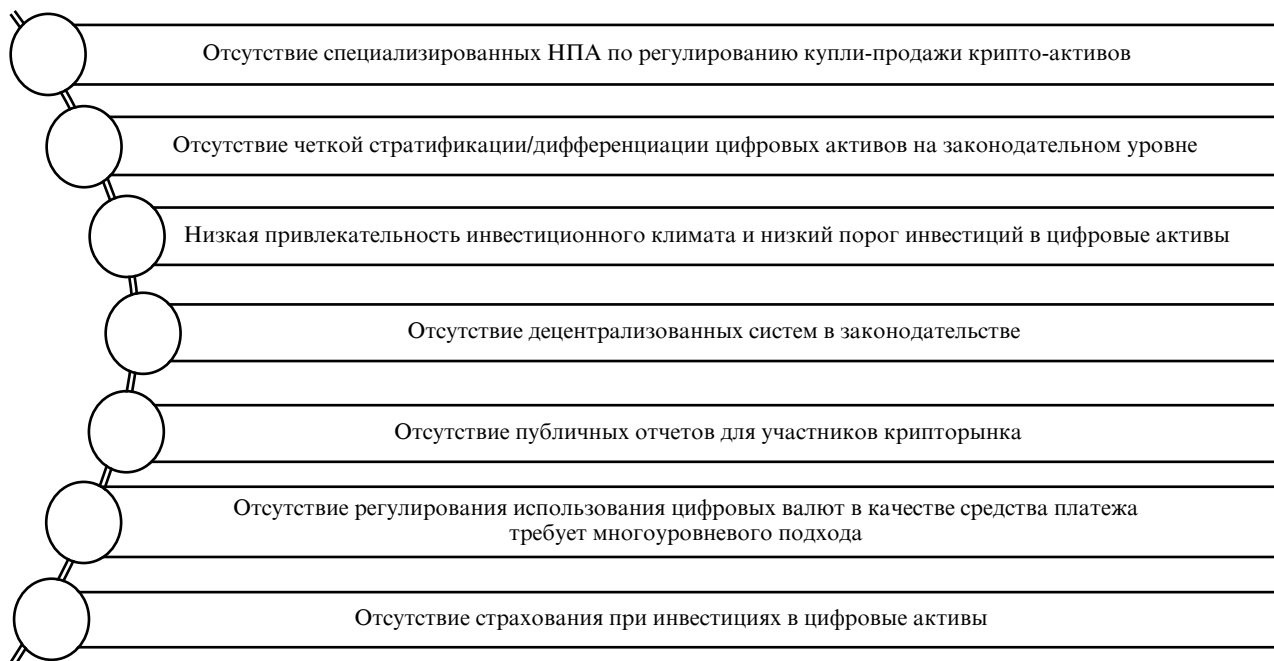 Отсутствие специализированных НПА по регулированию купли-продажи крипто-активов
Отсутствие четкой стратификации/дифференциации цифровых активов на законодательном уровне
Низкая привлекательность инвестиционного климата и низкий порог инвестиций в цифровые активы
Отсутствие децентрализованных систем в законодательстве
Отсутствие публичных отчетов для участников крипторынка
Отсутствие регулирования использования цифровых валют в качестве средства платежа
требует многоуровневого подхода
Отсутствие страхования при инвестициях в цифровые активы